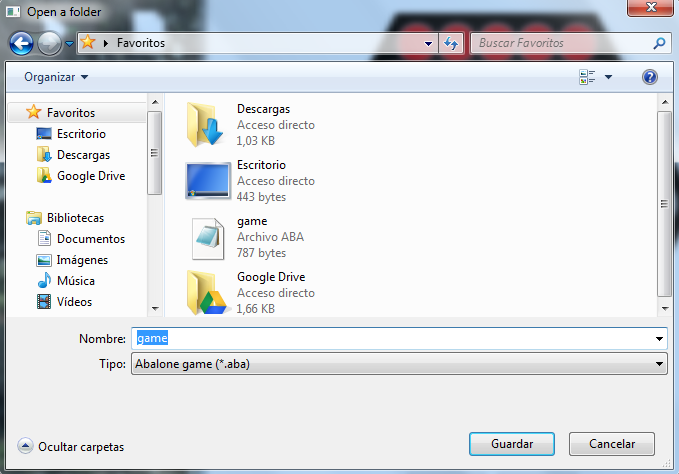 Open a folder
Favoritos
Buscar Favoritos
Organizar
Favoritos
Escritorio
Descargas
Google Drive
Bibliotecas
Documentos
Imágenes
Música
Vídeos
Descargas
Acceso directo
1,03 KB
Escritorio
Acceso directo
443 bytes
game
Archivo ABA
787 bytes
Google Drive
Acceso directo
1,66 KB
Nombre: game
Tipo: Abalone game (*.aba)
Ocultar carpetas
Guardar
Cancelar